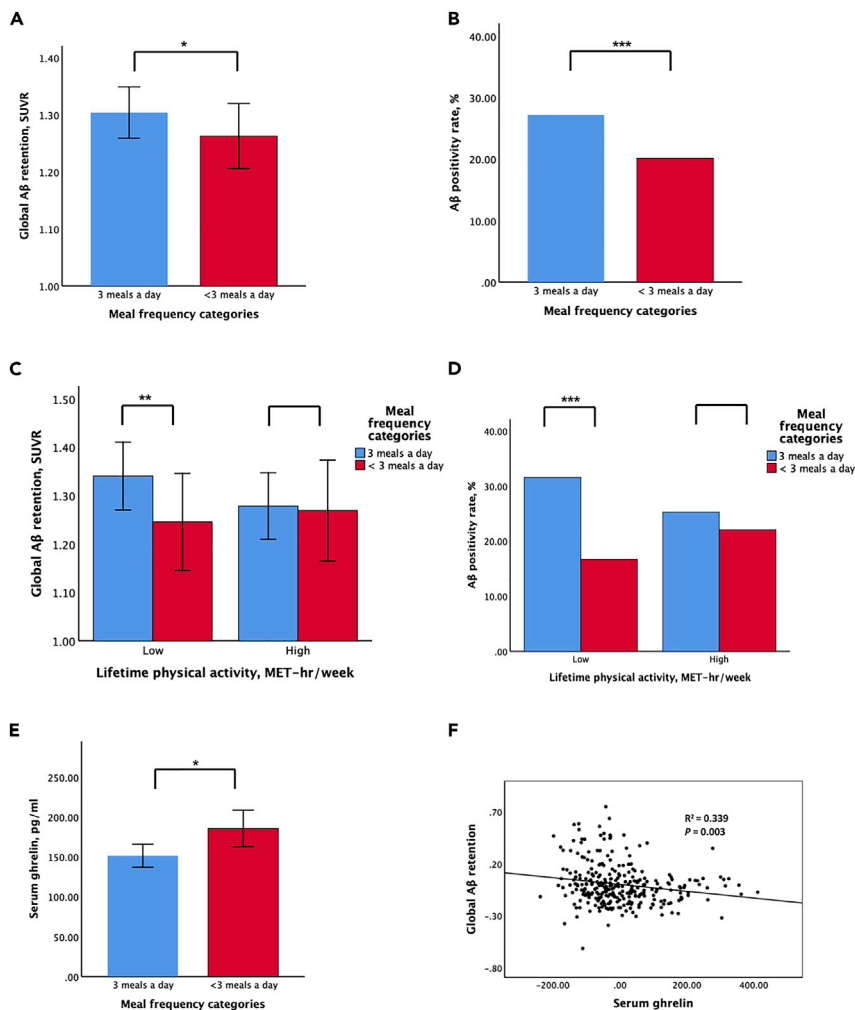 A
*
Global Aβ retention, SUVR
1.40
1.30
1.20
1.10
1.00
3 meals a day
<3 meals a day
Meal frequency categories
B
***
Aβ positivity rate, %
40.00
30.00
20.00
10.00
.00
3 meals a day
< 3 meals a day
Meal frequency categories
C
**
Global Aβ retention, SUVR
1.50
1.40
1.30
1.20
1.10
1.00
Low
High
Lifetime physical activity, MET-hr/week
Meal
frequency
categories
3 meals a day
< 3 meals a day
D
***
Aβ positivity rate, %
40.00
30.00
20.00
10.00
.00
Low
High
Lifetime physical activity, MET-hr/week
Meal
frequency
categories
3 meals a day
< 3 meals a day
E
*
Serum ghrelin, pg/ml
250.00
200.00
150.00
100.00
50.00
.00
3 meals a day
<3 meals a day
Meal frequency categories
F
R² = 0.339
P = 0.003
Global Aβ retention
.70
.20
-.30
-.80
-200.00
.00
200.00
400.00
Serum ghrelin